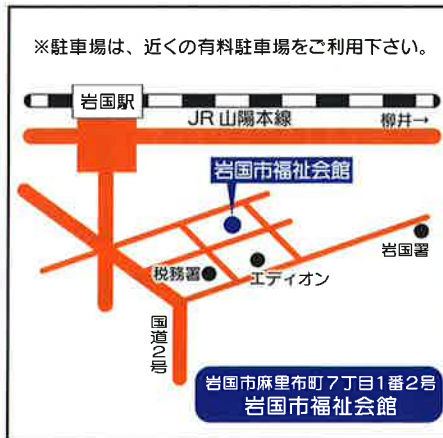 ※駐車場は、近くの有料駐車場をご利用下さい。
岩国駅
JR山陽本線
柳井→
岩国市福祉会館
岩国署
税務署
エディオン
国道2号
岩国市麻里布町7丁目1番2号
岩国市福祉会館